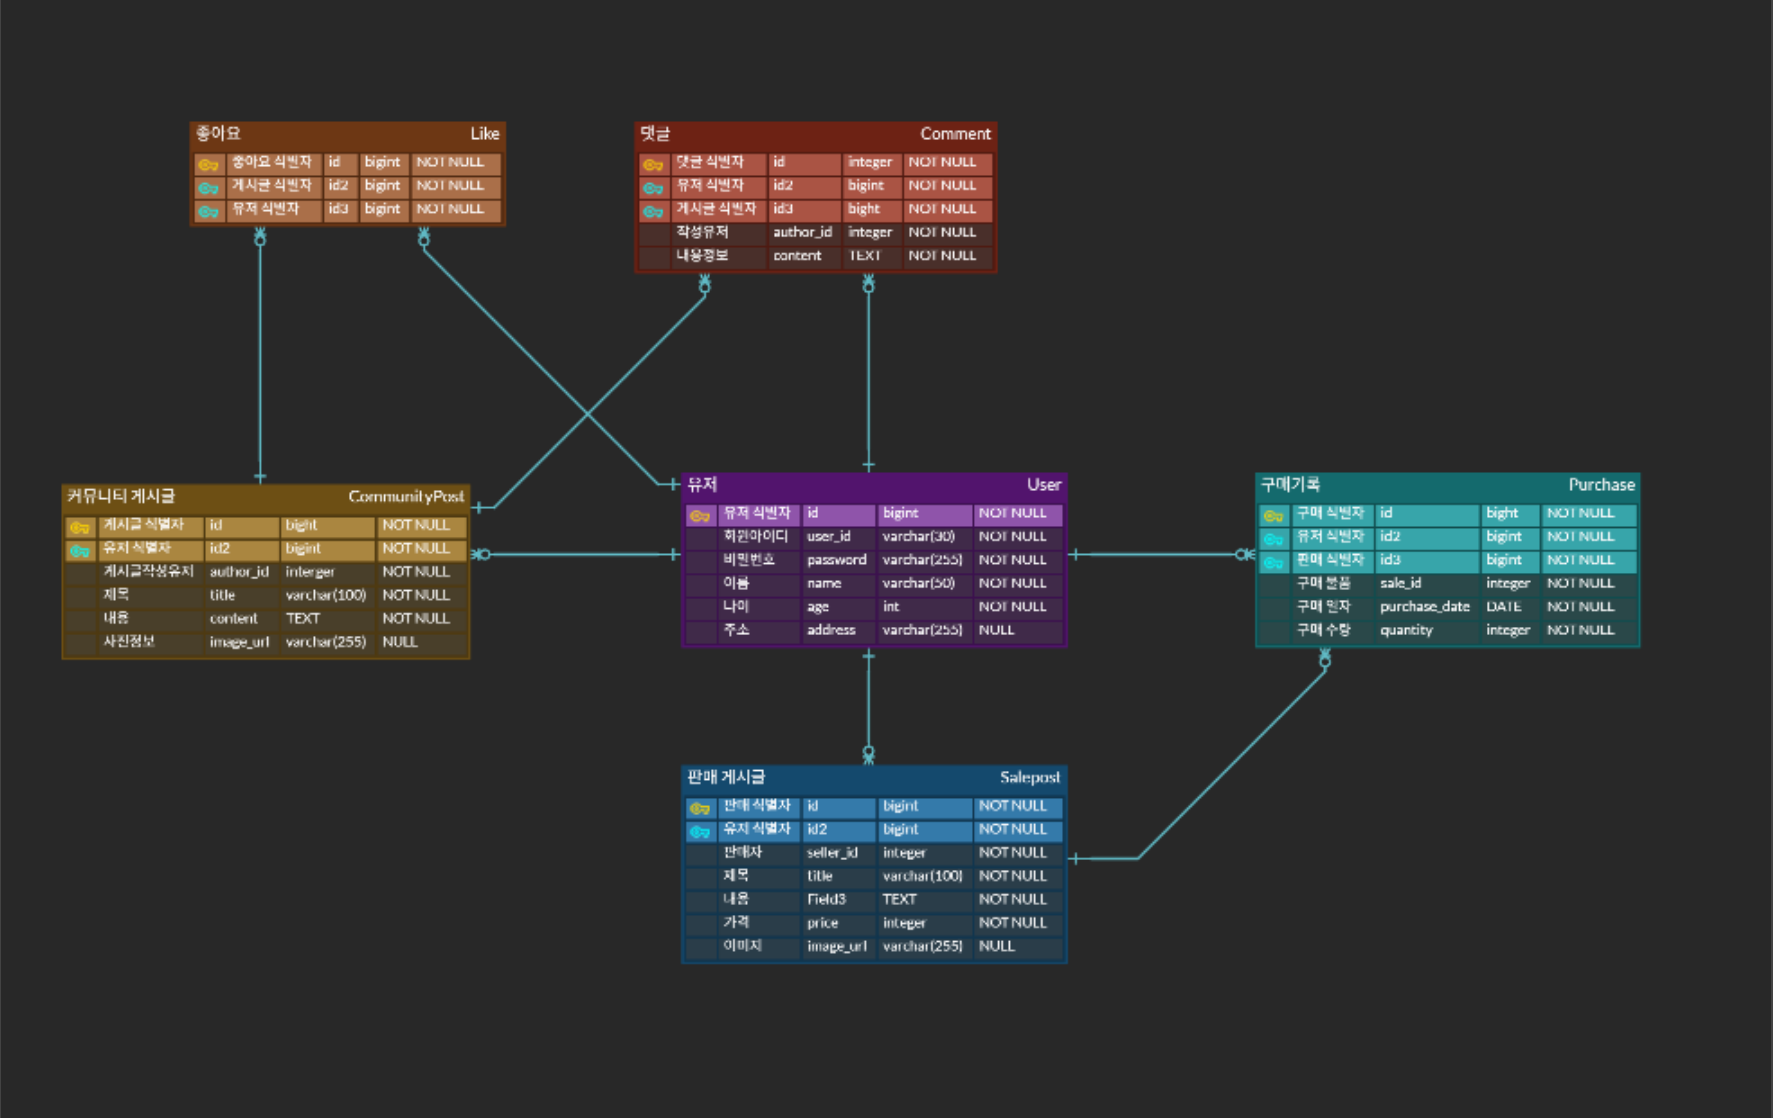 좋아요 Like
좋아요 식별자 id bigint NOT NULL
게시글 식별자 id2 bigint NOT NULL
유저 식별자 id3 bigint NOT NULL
댓글 Comment
댓글 식별자 id integer NOT NULL
유저 식별자 id2 bigint NOT NULL
게시글 식별자 id3 bight NOT NULL
작성유저 author_id integer NOT NULL
내용정보 content TEXT NOT NULL
커뮤니티 게시글 CommunityPost
게시글 식별자 id bight NOT NULL
유저 식별자 id2 bigint NOT NULL
게시글작성유저 author_id interger NOT NULL
제목 title varchar(100) NOT NULL
내용 content TEXT NOT NULL
사진정보 image_url varchar(255) NULL
유저 User
유저 식별자 id bigint NOT NULL
회원아이디 user_id varchar(30) NOT NULL
비밀번호 password varchar(255) NOT NULL
이름 name varchar(50) NOT NULL
나이 age int NOT NULL
주소 address varchar(255) NULL
구매기록 Purchase
구매 식별자 id bight NOT NULL
유저 식별자 id2 bigint NOT NULL
판매 식별자 id3 bigint NOT NULL
구매 물품 sale_id integer NOT NULL
구매 일자 purchase_date DATE NOT NULL
구매 수량 quantity integer NOT NULL
판매 게시글 Salepost
판매 식별자 id bigint NOT NULL
유저 식별자 id2 bigint NOT NULL
판매자 seller_id integer NOT NULL
제목 title varchar(100) NOT NULL
내용 Field3 TEXT NOT NULL
가격 price integer NOT NULL
이미지 image_url varchar(255) NULL